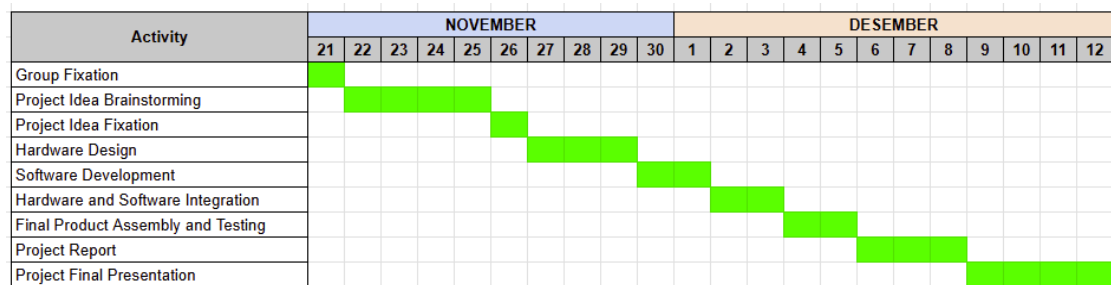 Activity
NOVEMBER DESEMBER
21 22 23 24 25 26 27 28 29 30 1 2 3 4 5 6 7 8 9 10 11 12
Group Fixation
Project Idea Brainstorming
Project Idea Fixation
Hardware Design
Software Development
Hardware and Software Integration
Final Product Assembly and Testing
Project Report
Project Final Presentation